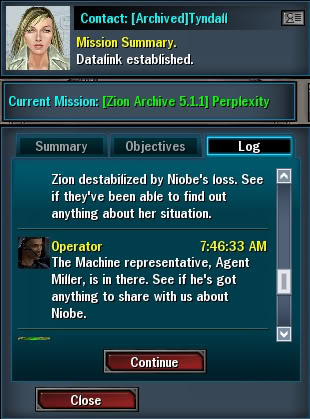 Contact: [Archived]Tyndall
Mission Summary.
Datalink established.
Current Mission: [Zion Archive 5.1.1] Perplexity
Summary
Objectives
Log
Zion destabilized by Niobe's loss. See
if they've been able to find out
anything about her situation.
Operator 7:46:33 AM
The Machine representative, Agent
Miller, is in there. See if he's got
anything to share with us about
Niobe.
Continue
Close